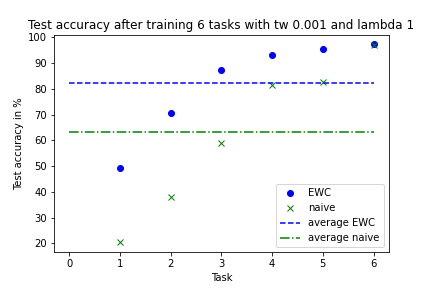 Test accuracy after training 6 tasks with tw 0.001 and lambda 1
100
90
80
70
60
50
40
30
20
Test accuracy in %
EWC
naive
average EWC
average naive
0 1 2 3 4 5 6
Task